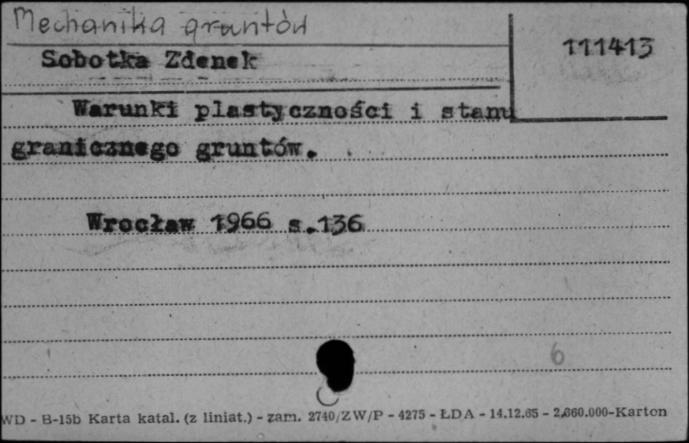 Mechanika gruntów
111413
Sobotka Zdenek
Warunki plastyczności i stanu
granicznego gruntów.
Wrocław 1966 s.136
6
WD - B-15b Karta katal. (z liniat.) - zam. 2740/ZW/P - 4275 - ŁDA - 14.12.65 - 2.660.000-Karton